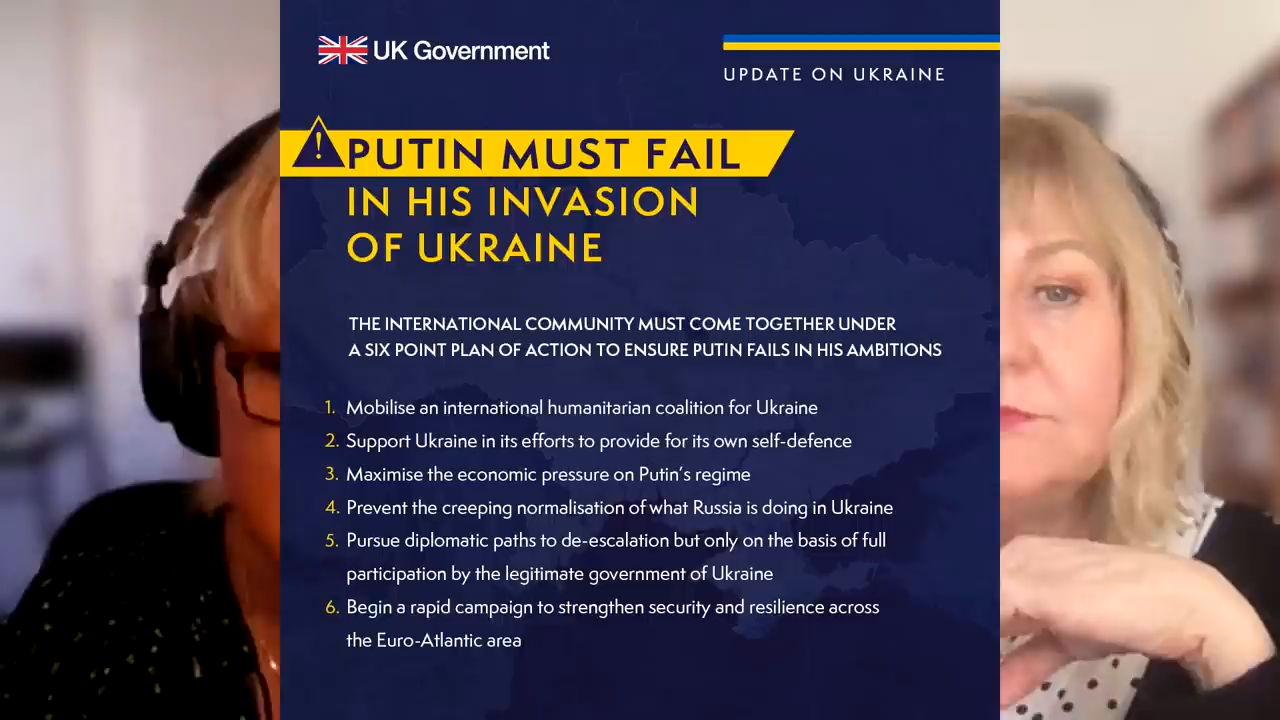 UK Government
UPDATE ON UKRAINE
PUTIN MUST FAIL
IN HIS INVASION
OF UKRAINE
THE INTERNATIONAL COMMUNITY MUST COME TOGETHER UNDER
A SIX POINT PLAN OF ACTION TO ENSURE PUTIN FAILS IN HIS AMBITIONS
1. Mobilise an international humanitarian coalition for Ukraine
2. Support Ukraine in its efforts to provide for its own self-defence
3. Maximise the economic pressure on Putin's regime
4. Prevent the creeping normalisation of what Russia is doing in Ukraine
5. Pursue diplomatic paths to de-escalation but only on the basis of full
participation by the legitimate government of Ukraine
6. Begin a rapid campaign to strengthen security and resilience across
the Euro-Atlantic area